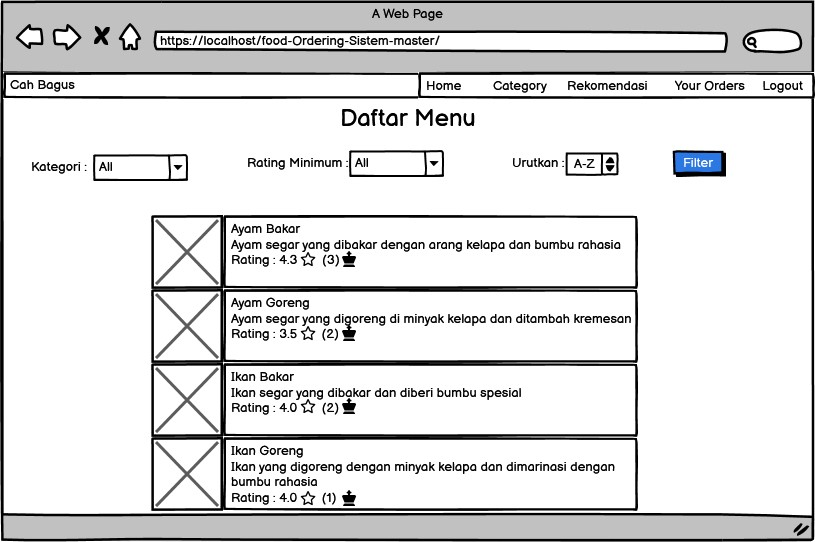 A Web Page
https://localhost/food-Ordering-Sistem-master/
Cah Bagus Home Category Rekomendasi Your Orders Logout
Daftar Menu
Kategori : All Rating Minimum : All Urutkan : A-Z Filter
Ayam Bakar
Ayam segar yang dibakar dengan arang kelapa dan bumbu rahasia
Rating : 4.3 (3)
Ayam Goreng
Ayam segar yang digoreng di minyak kelapa dan ditambah kremesan
Rating : 3.5 (2)
Ikan Bakar
Ikan segar yang dibakar dan diberi bumbu spesial
Rating : 4.0 (2)
Ikan Goreng
Ikan yang digoreng dengan minyak kelapa dan dimarinasi dengan
bumbu rahasia
Rating : 4.0 (1)